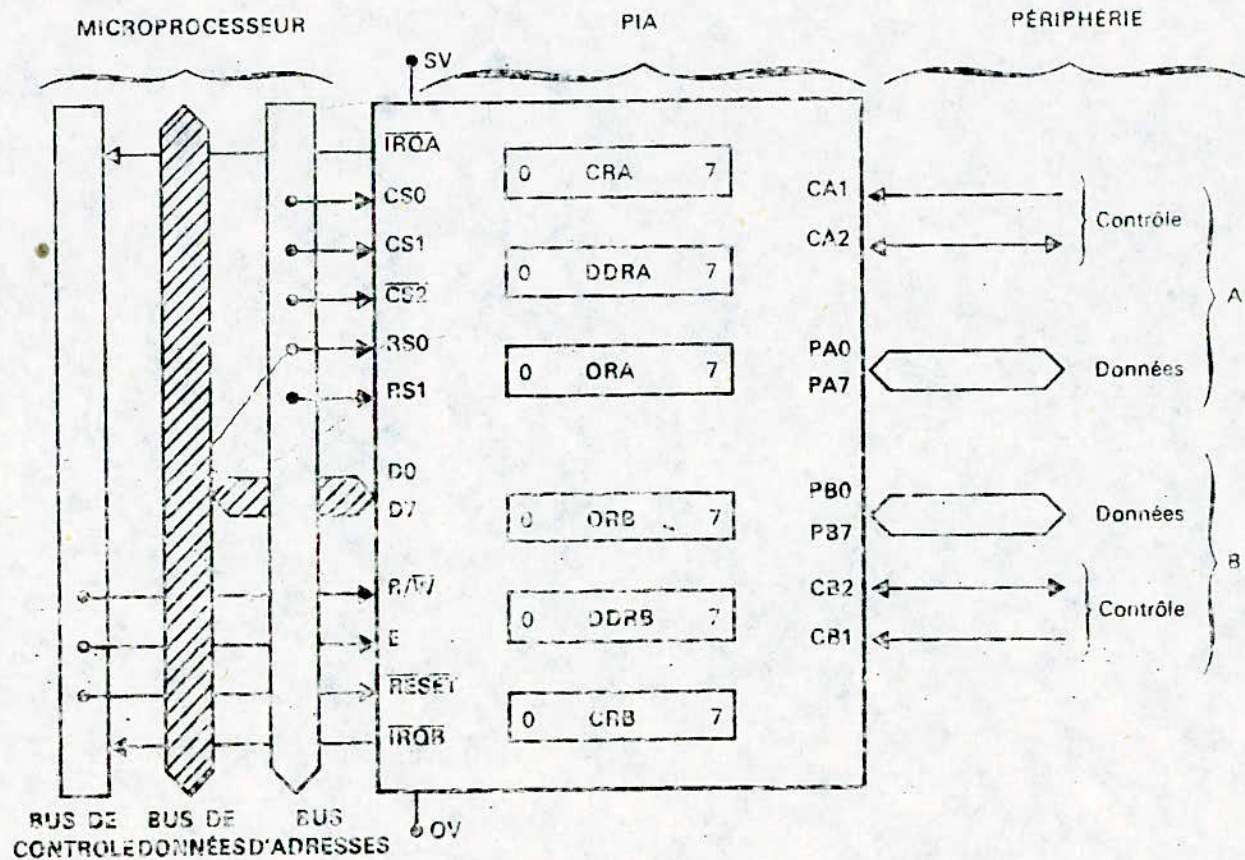 MICROPROCESSEUR
PIA
PÉRIPHÉRIE
5V
IRQA
CS0
CS1
CS2
RS0
RS1
D0
D7
R/W
E
RESET
IRQB
0 CRA 7
0 DDRA 7
0 ORA 7
0 ORB 7
0 DDRB 7
0 CRB 7
CA1
CA2
PA0
PA7
PB0
PB7
CB2
CB1
Contrôle
Données
A
Données
Contrôle
B
0V
BUS DE CONTROLE
BUS DE DONNÉES
BUS D'ADRESSES